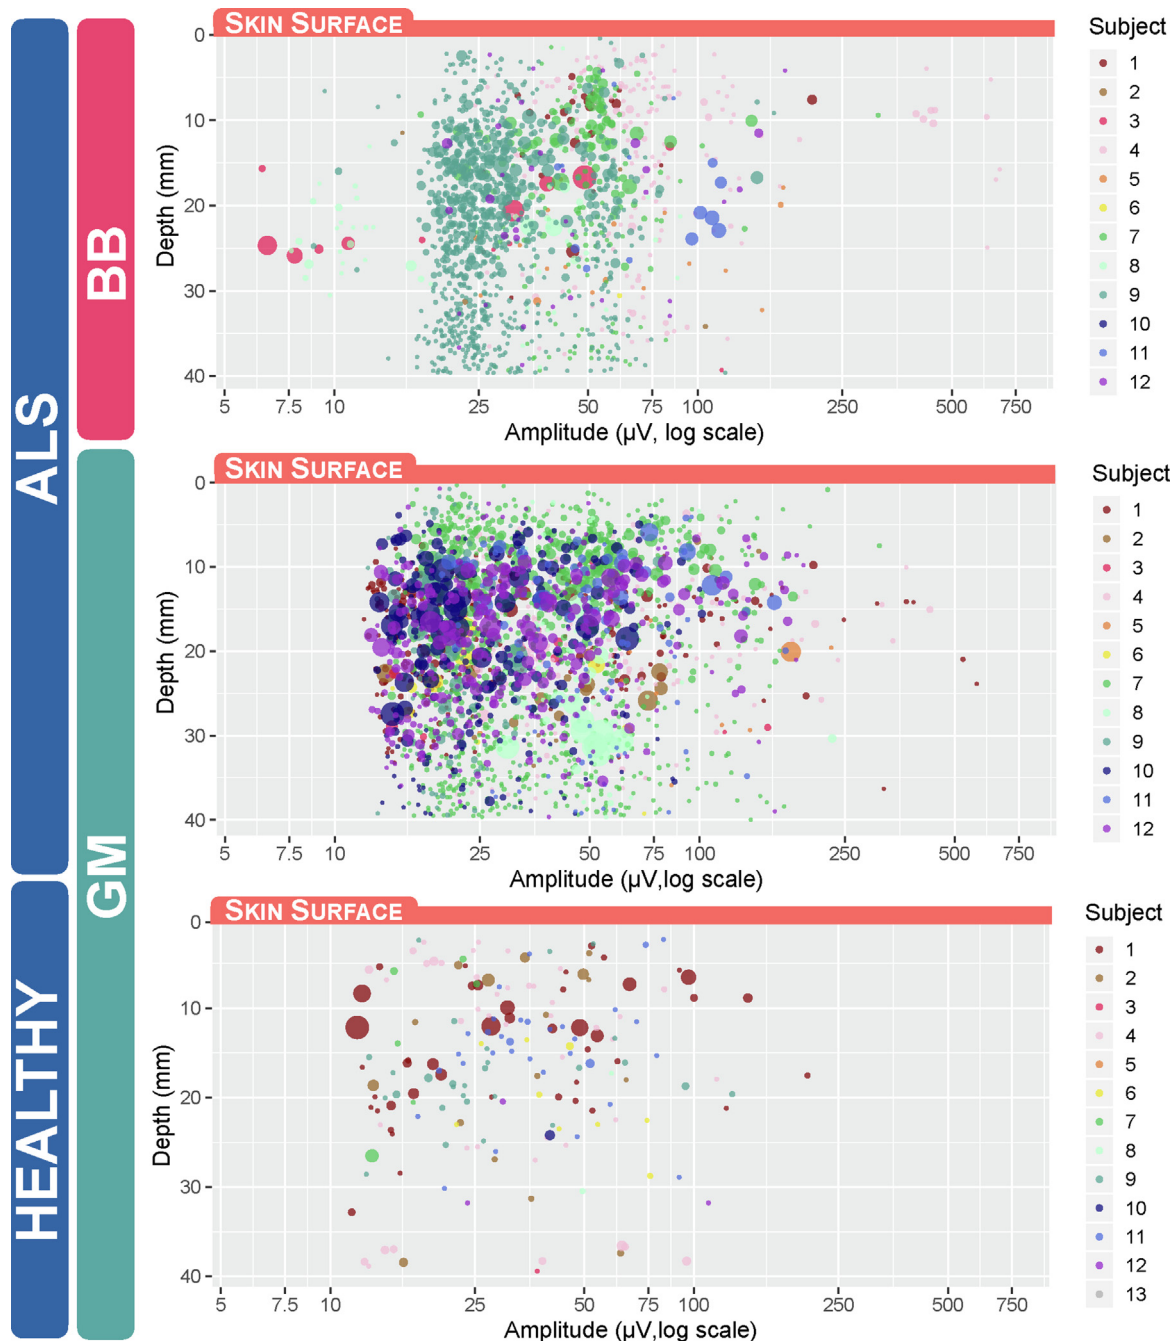 ALS
BB
GM
HEALTHY
SKIN SURFACE
Depth (mm)
0
10
20
30
40
5 7.5 10 25 50 75 100 250 500 750
Amplitude (μV, log scale)
Subject
1
2
3
4
5
6
7
8
9
10
11
12
SKIN SURFACE
Depth (mm)
0
10
20
30
40
5 7.5 10 25 50 75 100 250 500 750
Amplitude (μV,log scale)
Subject
1
2
3
4
5
6
7
8
9
10
11
12
SKIN SURFACE
Depth (mm)
0
10
20
30
40
5 7.5 10 25 50 75 100 250 500 750
Amplitude (μV,log scale)
Subject
1
2
3
4
5
6
7
8
9
10
11
12
13